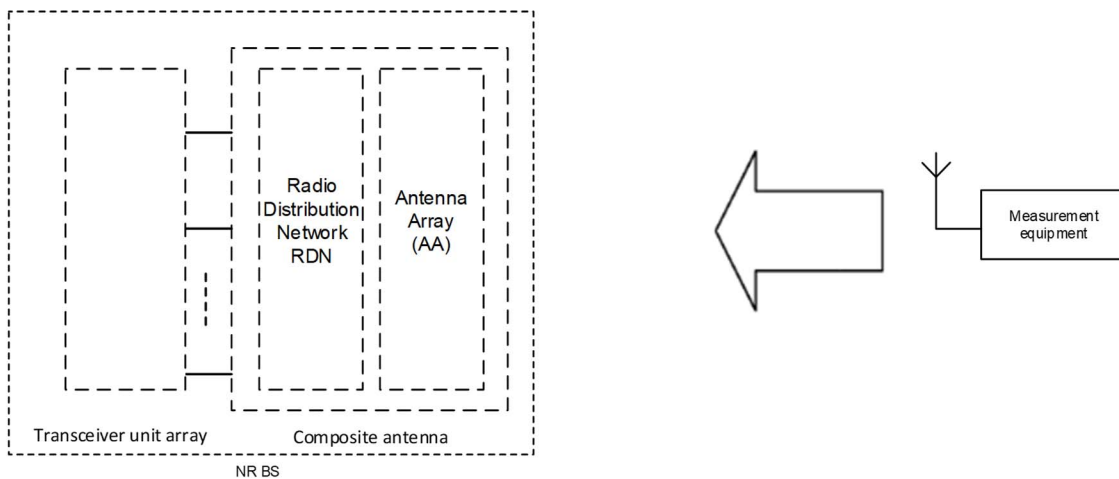 Radio
Distribution
Network
RDN
Antenna
Array
(AA)
Measurement
equipment
Transceiver unit array
Composite antenna
NR BS